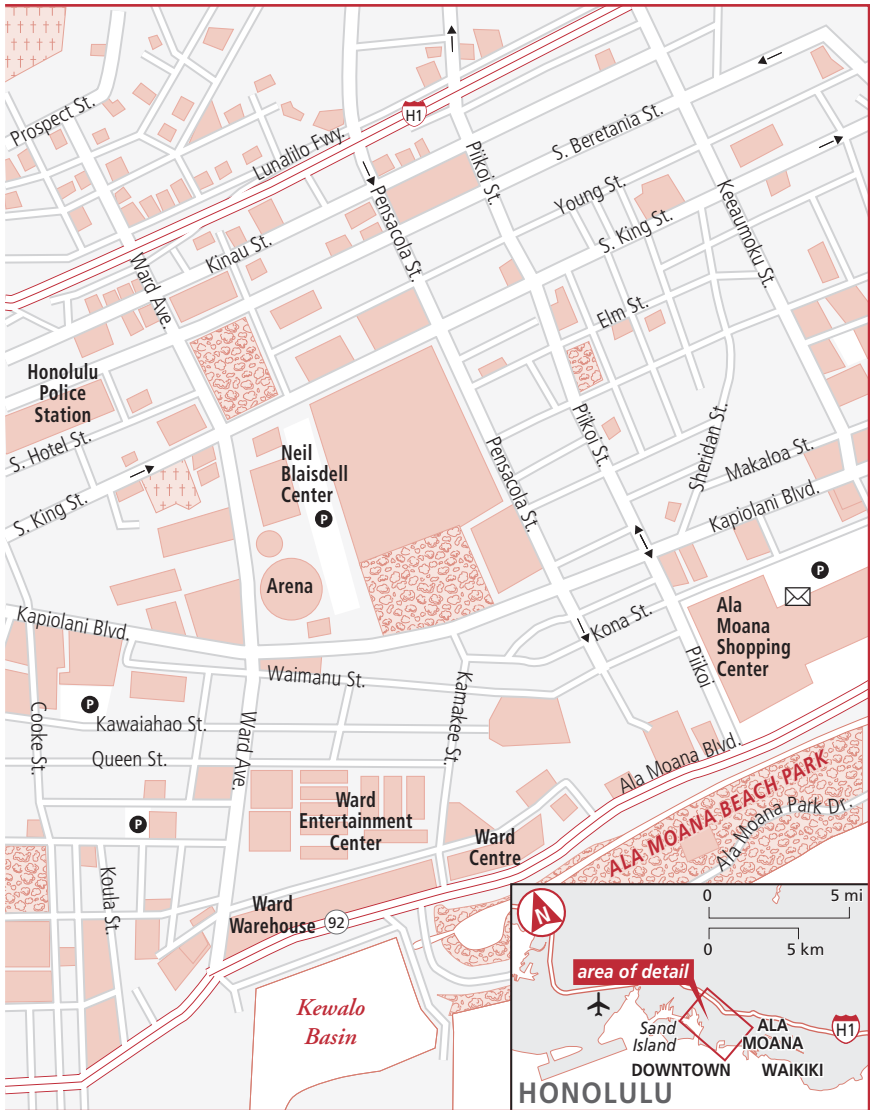 Prospect St.
H1
Lunalilo Fwy.
Piikoi St.
S. Beretania St.
Pensacola St.
Young St.
Keeaumoku St.
S. King St.
Kinau St.
Ward Ave.
Elm St.
Honolulu
Police
Station
S. Hotel St.
Neil
Blaisdell
Center
P
Piikoi St.
Sheridan St.
Makaloa St.
Pensacola St.
Kapiolani Blvd.
S. King St.
P
Arena
Ala
Moana
Shopping
Center
Kona St.
Kapiolani Blvd.
Piikoi
Waimanu St.
Kamakee St.
Cooke St.
P
Kawaiahao St.
Ward Ave.
Queen St.
Ala Moana Blvd.
ALA MOANA BEACH PARK
Ala Moana Park Dr.
P
Ward
Entertainment
Center
Ward
Centre
Koula St.
Ward
Warehouse
92
Kewalo
Basin
N
0 5 mi
0 5 km
area of detail
Sand
Island
ALA
MOANA
H1
DOWNTOWN
WAIKIKI
HONOLULU